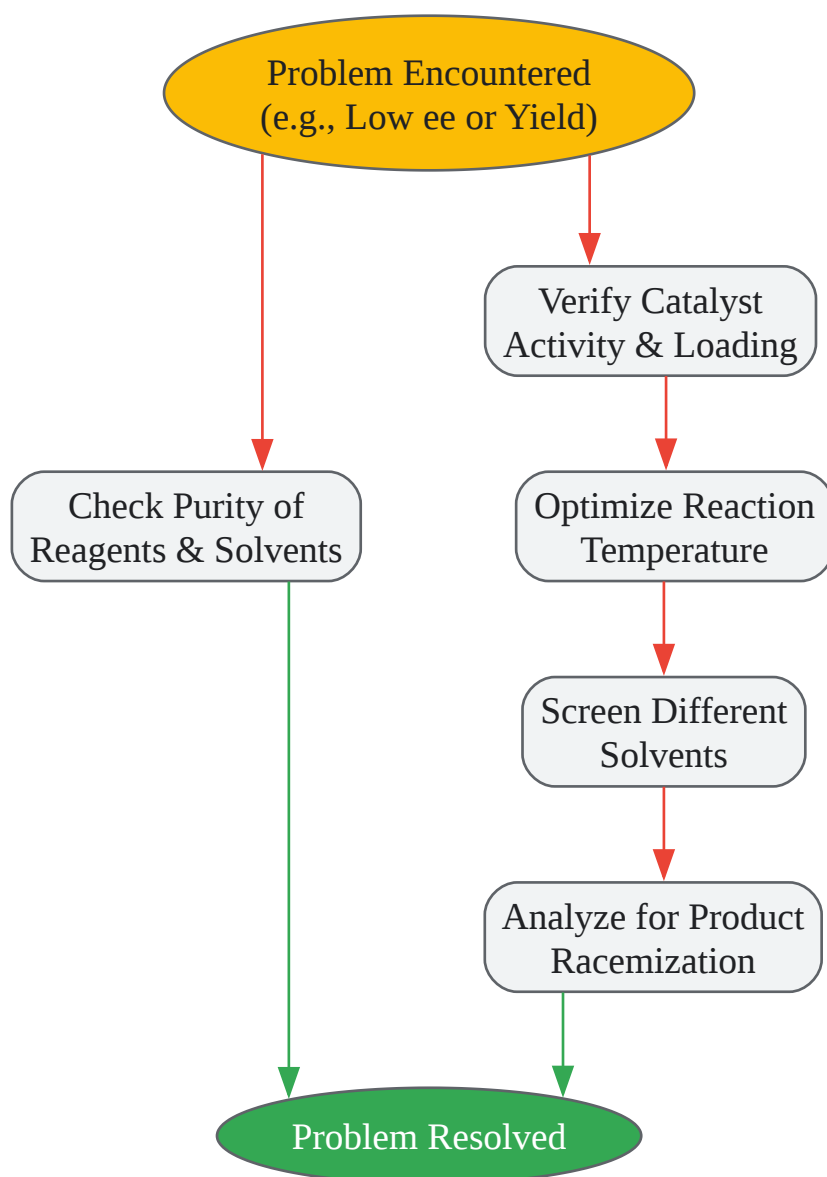 Problem Encountered
(e.g., Low ee or Yield)
Verify Catalyst
Activity & Loading
Check Purity of
Reagents & Solvents
Optimize Reaction
Temperature
Screen Different
Solvents
Analyze for Product
Racemization
Problem Resolved